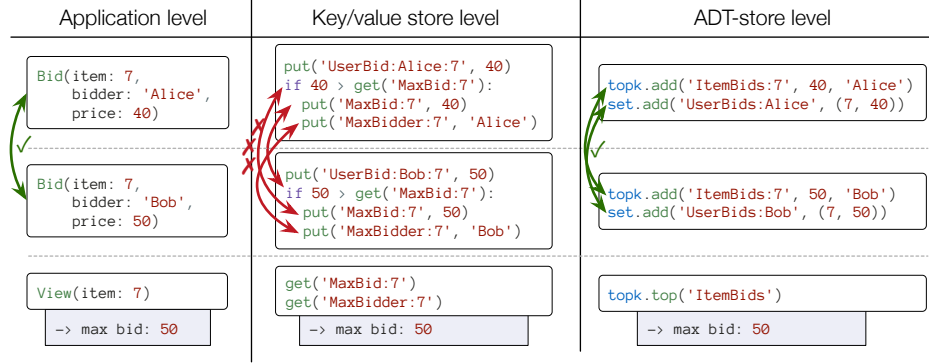 Application level
Key/value store level
ADT-store level
Bid(item: 7,
bidder: 'Alice',
price: 40)
put('UserBid:Alice:7', 40)
if 40 > get('MaxBid:7'):
put('MaxBid:7', 40)
put('MaxBidder:7', 'Alice')
topk.add('ItemBids:7', 40, 'Alice')
set.add('UserBids:Alice', (7, 40))
Bid(item: 7,
bidder: 'Bob',
price: 50)
put('UserBid:Bob:7', 50)
if 50 > get('MaxBid:7'):
put('MaxBid:7', 50)
put('MaxBidder:7', 'Bob')
topk.add('ItemBids:7', 50, 'Bob')
set.add('UserBids:Bob', (7, 50))
View(item: 7)
-> max bid: 50
get('MaxBid:7')
get('MaxBidder:7')
-> max bid: 50
topk.top('ItemBids')
-> max bid: 50